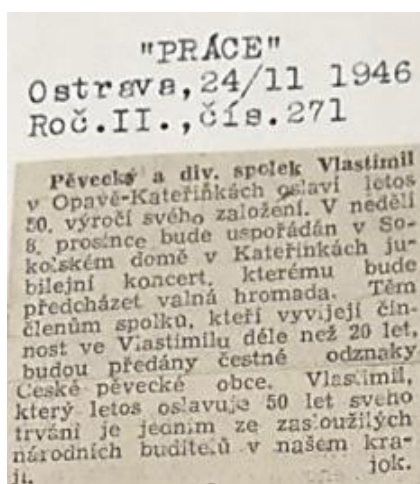 "PRÁCE"
Ostrava,24/11 1946
Roč.II.,čís.271
Pěvecký a div. spolek Vlastimil
v Opavě-Kateřinkách oslaví letos
50. výročí svého založení. V neděli
8. prosince bude uspořádán v So-
kolském domě v Kateřinkách ju-
bilejní koncert, kterému bude
předcházet valná hromada. Těm
členům spolku, kteří vyvíjejí čin-
nost ve Vlastimilu déle než 20 let,
budou předány čestné odznaky
České pěvecké obce. Vlastimil,
který letos oslavuje 50 let svého
trvání je jedním ze zasloužilých
národních buditelů v našem kra-
ji. jok.